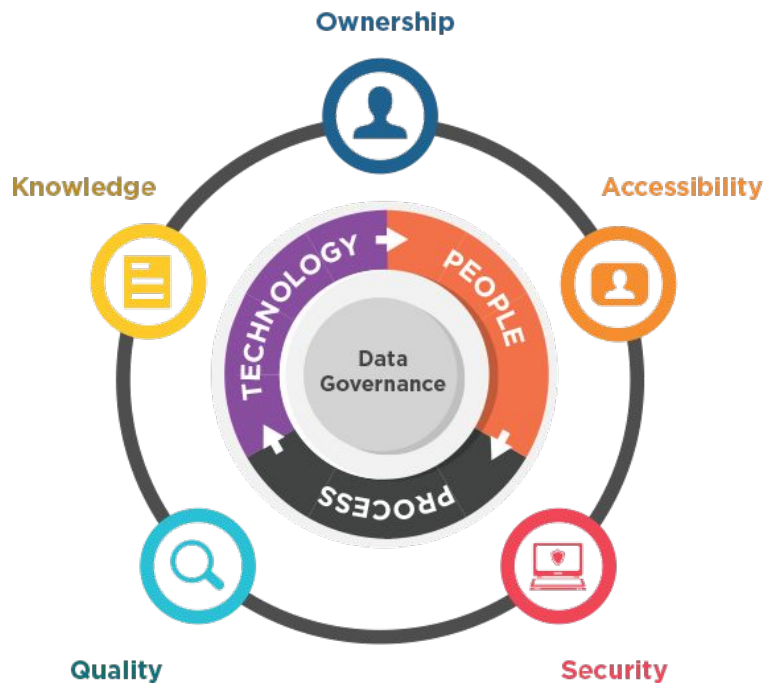 Ownership
Knowledge
Accessibility
TECHNOLOGY
PEOPLE
Data
Governance
PROCESS
Quality
Security